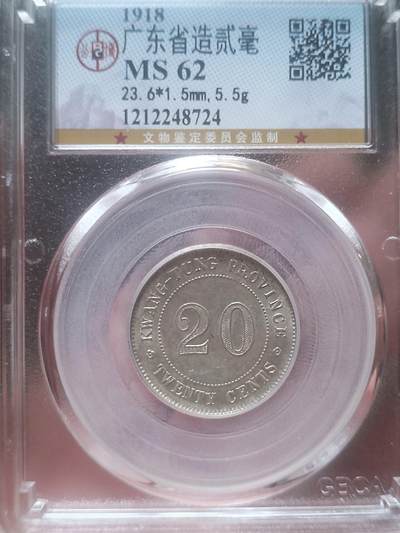 1918
广东省造贰毫
MS 62
23.6*1.5mm,5.5g
1212248724
★ 文物鉴定委员会监制 ★
KWANG-TUNG PROVINCE
20
TWENTY CENTS